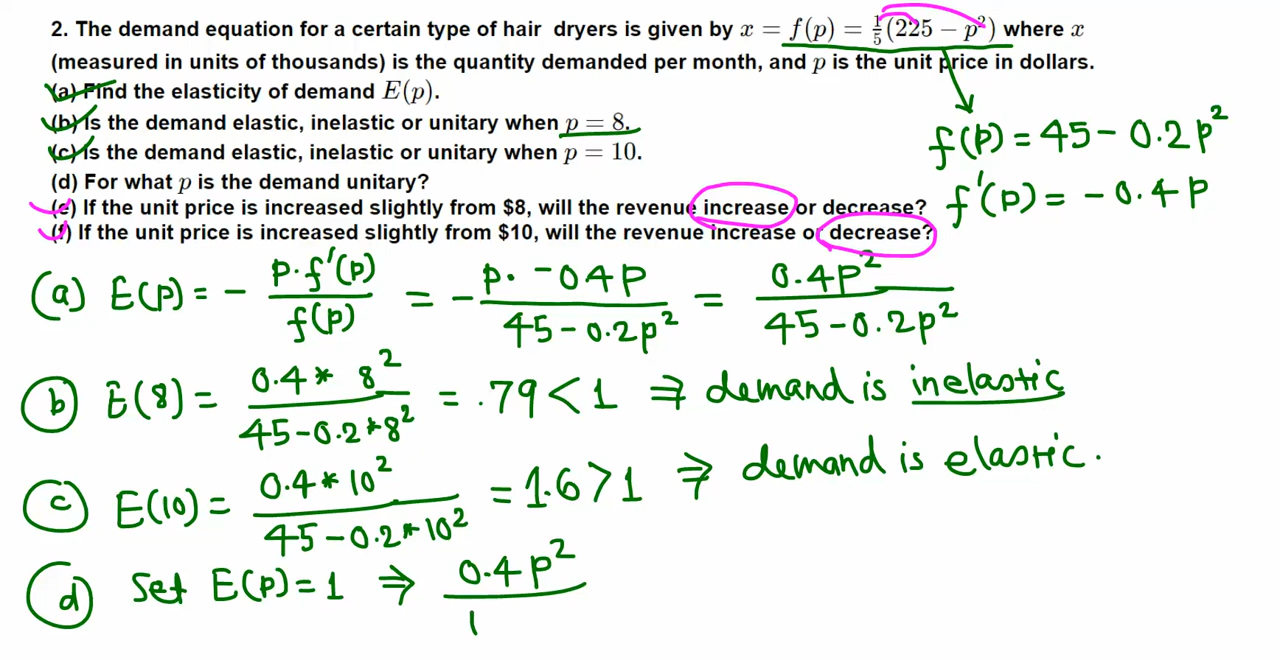 2. The demand equation for a certain type of hair dryers is given by x = f(p) = 1/5(225 − p²) where x
(measured in units of thousands) is the quantity demanded per month, and p is the unit price in dollars.
(a) Find the elasticity of demand E(p).
(b) Is the demand elastic, inelastic or unitary when p = 8.
(c) Is the demand elastic, inelastic or unitary when p = 10.
(d) For what p is the demand unitary?
(e) If the unit price is increased slightly from $8, will the revenue increase or decrease?
(f) If the unit price is increased slightly from $10, will the revenue increase or decrease?
f(p) = 45 - 0.2p²
f'(p) = -0.4p
(a) E(p) = - p·f'(p) / f(p) = - p· -04p / 45-0.2p² = 0.4p² / 45-0.2p²
(b) E(8) = 0.4* 8² / 45-0.2*8² = .79 < 1 ⇒ demand is inelastic
(c) E(10) = 0.4*10² / 45-0.2*10² = 1.6 > 1 ⇒ demand is elastic.
(d) Set E(p) = 1 ⇒ 0.4p² /